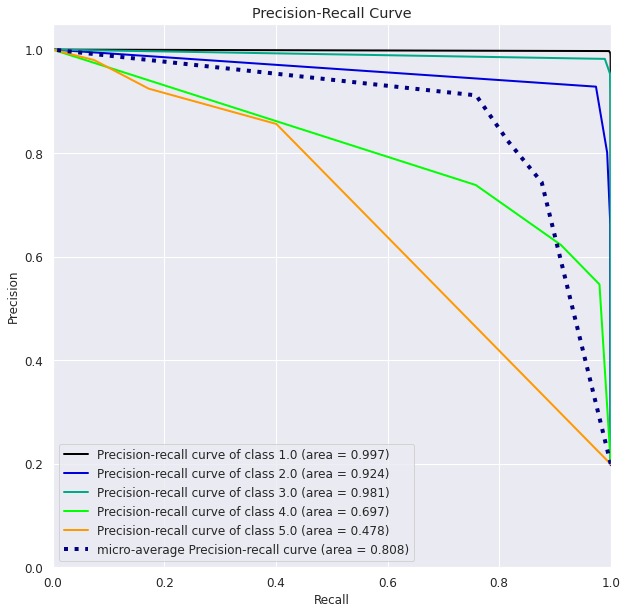 Precision-Recall Curve
1.0
0.8
0.6
0.4
0.2
0.0
Precision
Precision-recall curve of class 1.0 (area = 0.997)
Precision-recall curve of class 2.0 (area = 0.924)
Precision-recall curve of class 3.0 (area = 0.981)
Precision-recall curve of class 4.0 (area = 0.697)
Precision-recall curve of class 5.0 (area = 0.478)
micro-average Precision-recall curve (area = 0.808)
0.0 0.2 0.4 0.6 0.8 1.0
Recall